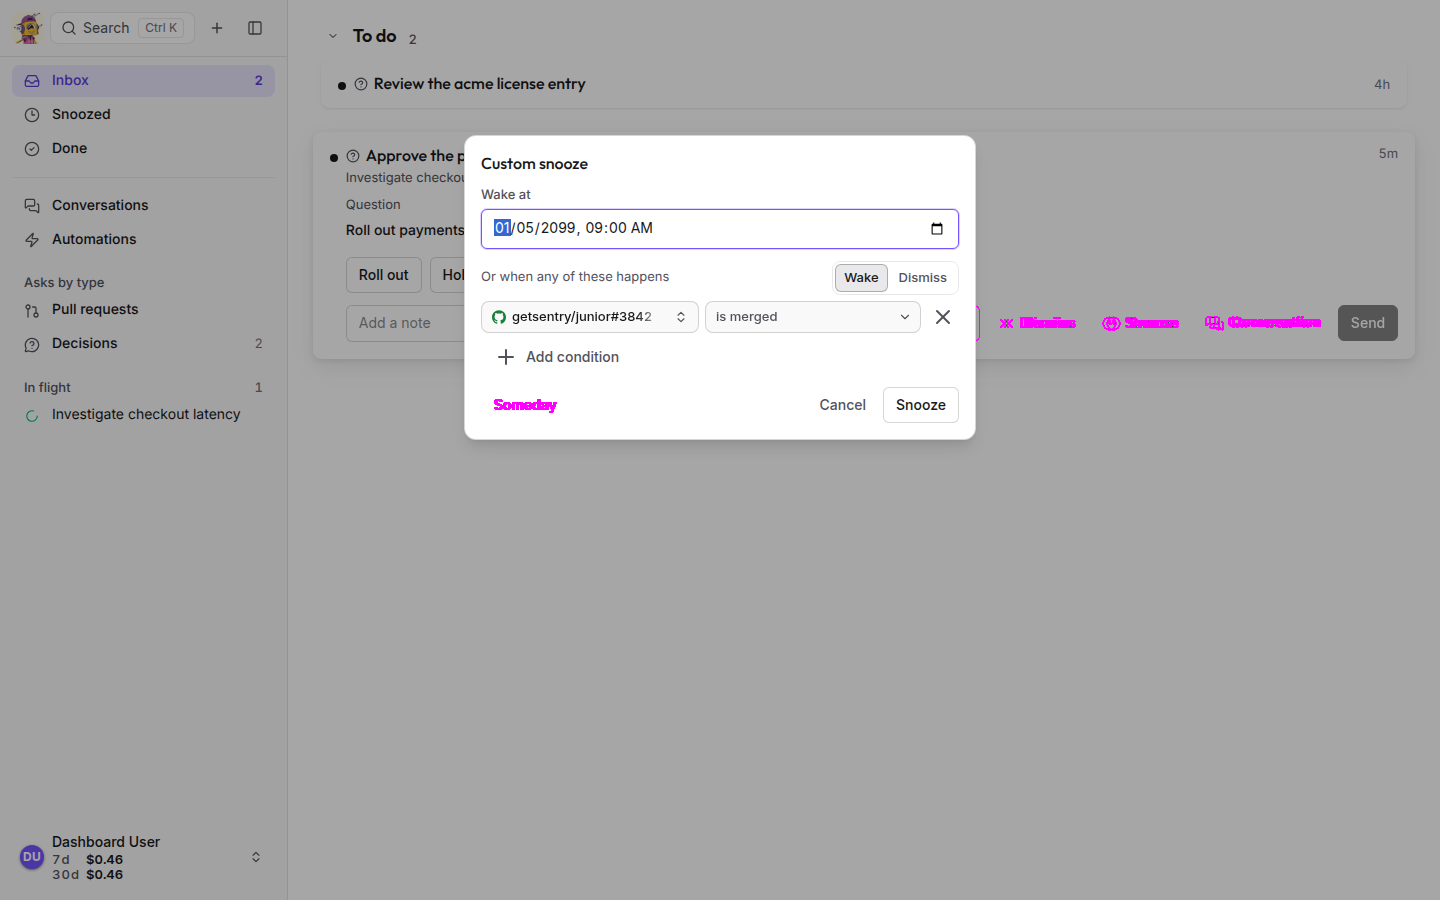 Search Ctrl K
Inbox 2
Snoozed
Done
Conversations
Automations
Asks by type
Pull requests
Decisions 2
In flight 1
Investigate checkout latency
DU Dashboard User
7d $0.46
30d $0.46
To do 2
Review the acme license entry 4h
Approve the p 5m
Investigate checkou
Question
Roll out payments
Roll out Hol
Add a note Send
Custom snooze
Wake at
01/05/2099, 09:00 AM
Or when any of these happens Wake Dismiss
getsentry/junior#3842 is merged
Add condition
Someday Cancel Snooze